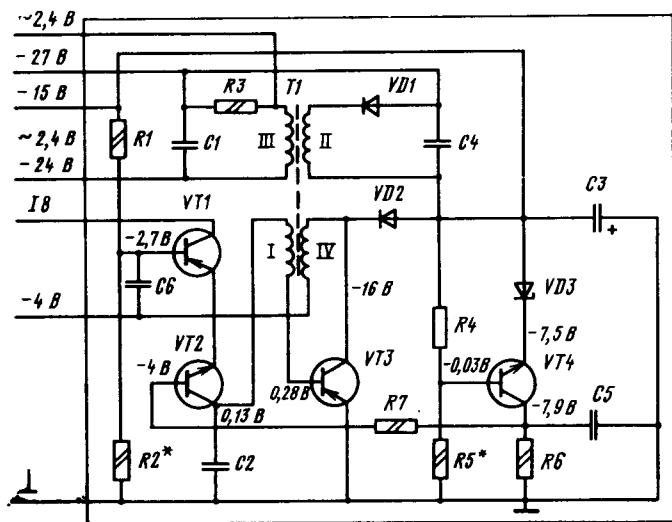 ~2,4 В
-27 В
-15 В
~2,4 В
-24 В
I8
-4 В
R1
C1
R3
T1
III
II
VD1
C4
VT1
-2,7 В
C6
I
IV
VD2
C3
+
-16 В
R4
VD3
-7,5 В
VT2
-4 В
0,13 В
0,28 В
VT3
-0,03 В
VT4
R7
-7,9 В
C5
R2*
C2
R5*
R6